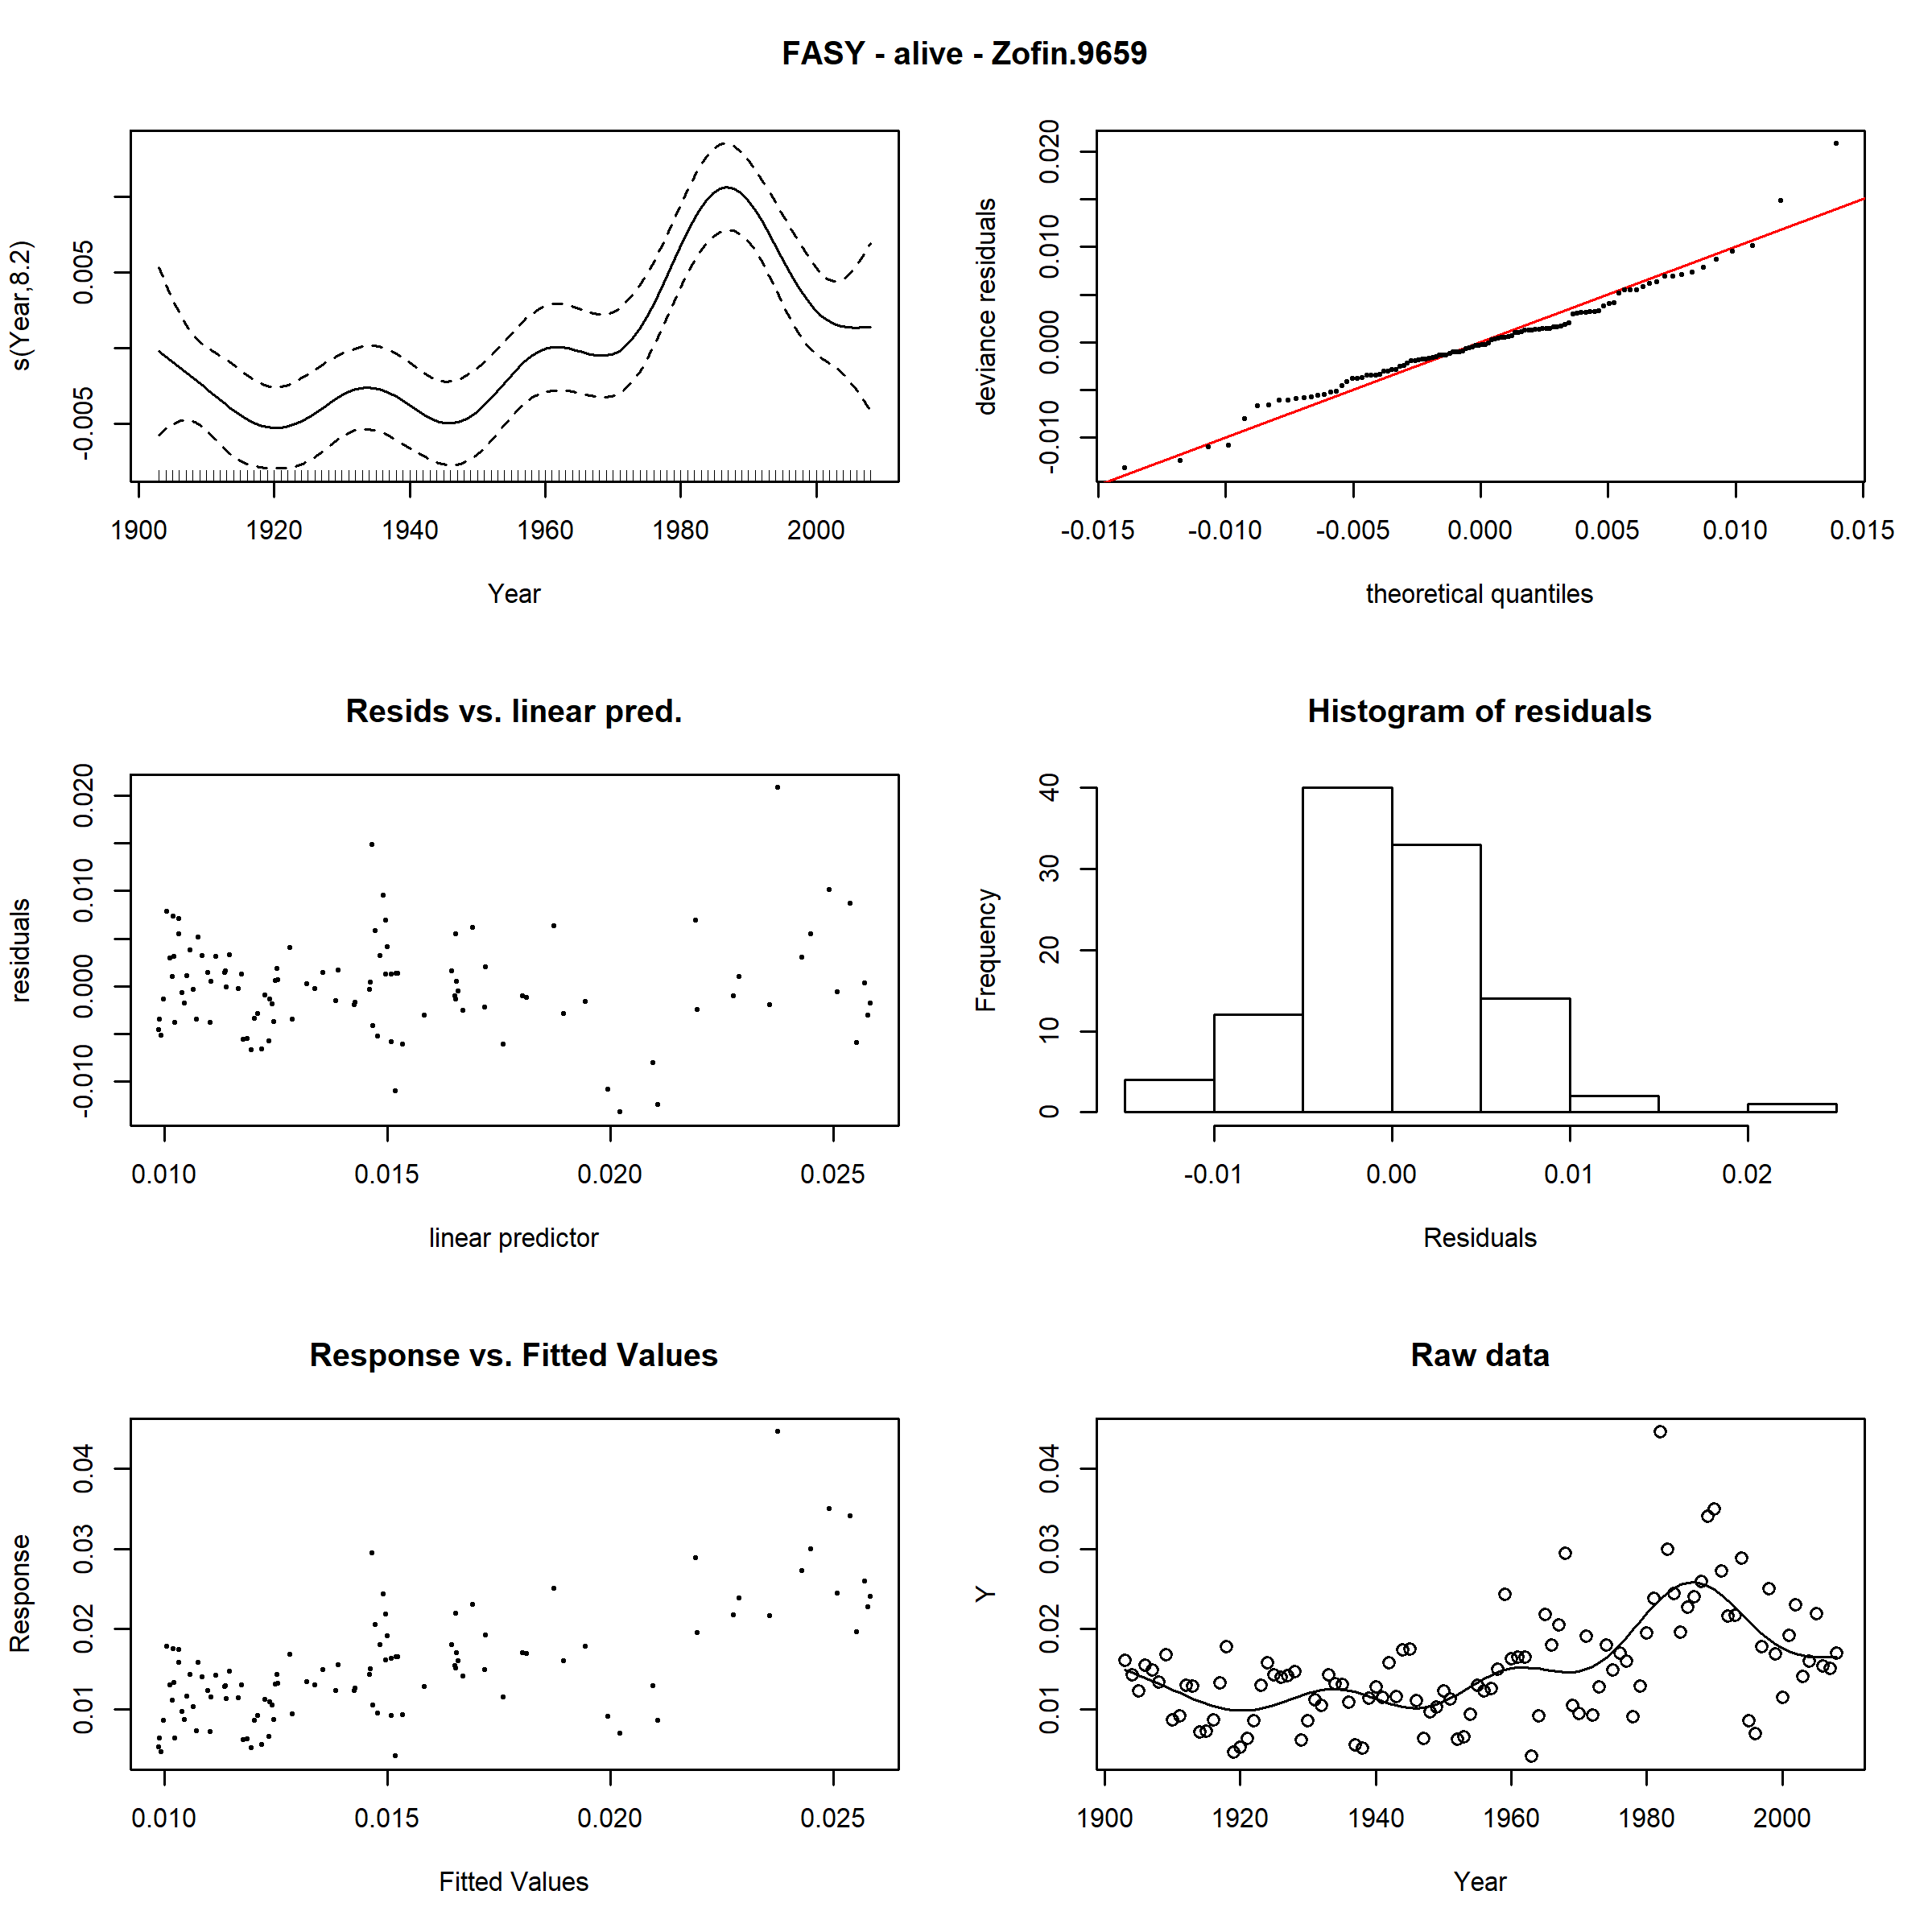 FASY - alive - Zofin.9659
s(Year,8.2)
-0.005 0.005
1900 1920 1940 1960 1980 2000
Year
deviance residuals
-0.010 0.000 0.010 0.020
-0.015 -0.010 -0.005 0.000 0.005 0.010 0.015
theoretical quantiles
Resids vs. linear pred.
residuals
-0.010 0.000 0.010 0.020
0.010 0.015 0.020 0.025
linear predictor
Histogram of residuals
Frequency
0 10 20 30 40
-0.01 0.00 0.01 0.02
Residuals
Response vs. Fitted Values
Response
0.01 0.02 0.03 0.04
0.010 0.015 0.020 0.025
Fitted Values
Raw data
Y
0.01 0.02 0.03 0.04
1900 1920 1940 1960 1980 2000
Year